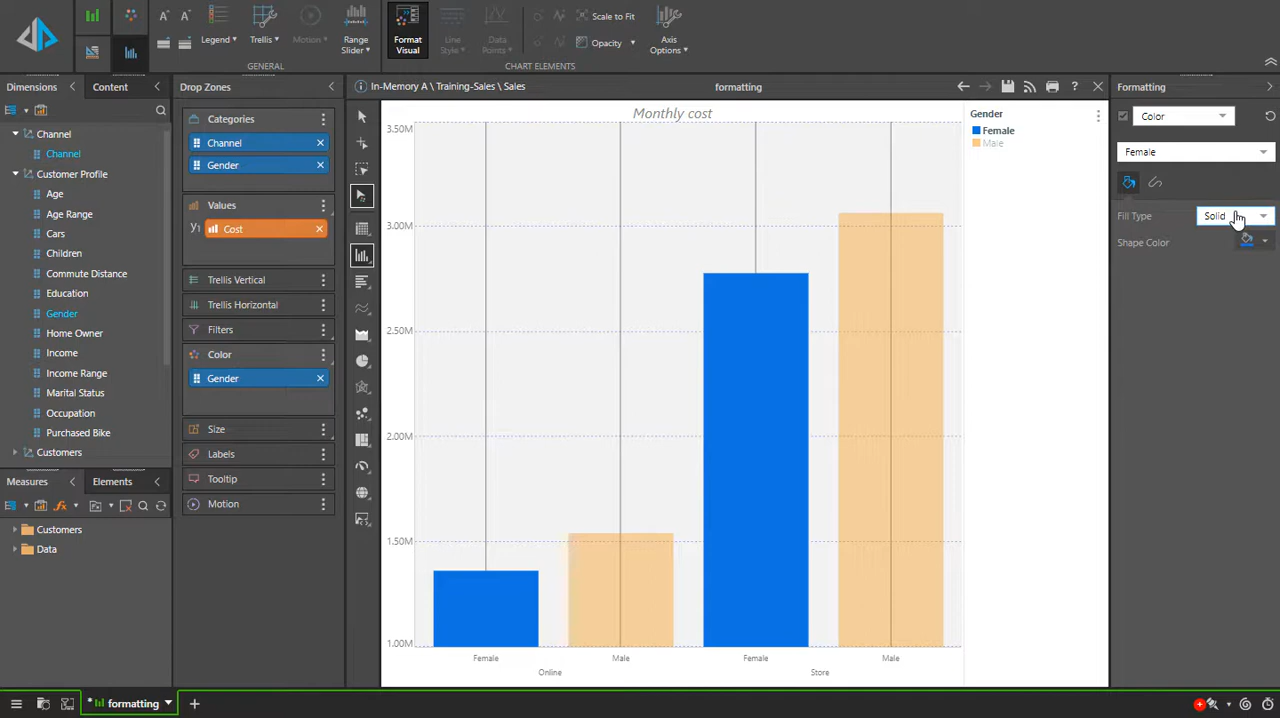 Legend
Trellis
Motion
Range
Slider
GENERAL
Format
Visual
Line
Style
Data
Points
Scale to Fit
Opacity
Axis
Options
CHART ELEMENTS
Dimensions
Content
Channel
Channel
Customer Profile
Age
Age Range
Cars
Children
Commute Distance
Education
Gender
Home Owner
Income
Income Range
Marital Status
Occupation
Purchased Bike
Customers
Measures
Elements
Customers
Data
Drop Zones
Categories
Channel
Gender
Values
y1 Cost
Trellis Vertical
Trellis Horizontal
Filters
Color
Gender
Size
Labels
Tooltip
Motion
In-Memory A \ Training-Sales \ Sales
formatting
Monthly cost
3.50M
3.00M
2.50M
2.00M
1.50M
1.00M
Female
Male
Female
Male
Online
Store
Gender
Female
Male
Formatting
Color
Female
Fill Type
Solid
Shape Color
* formatting